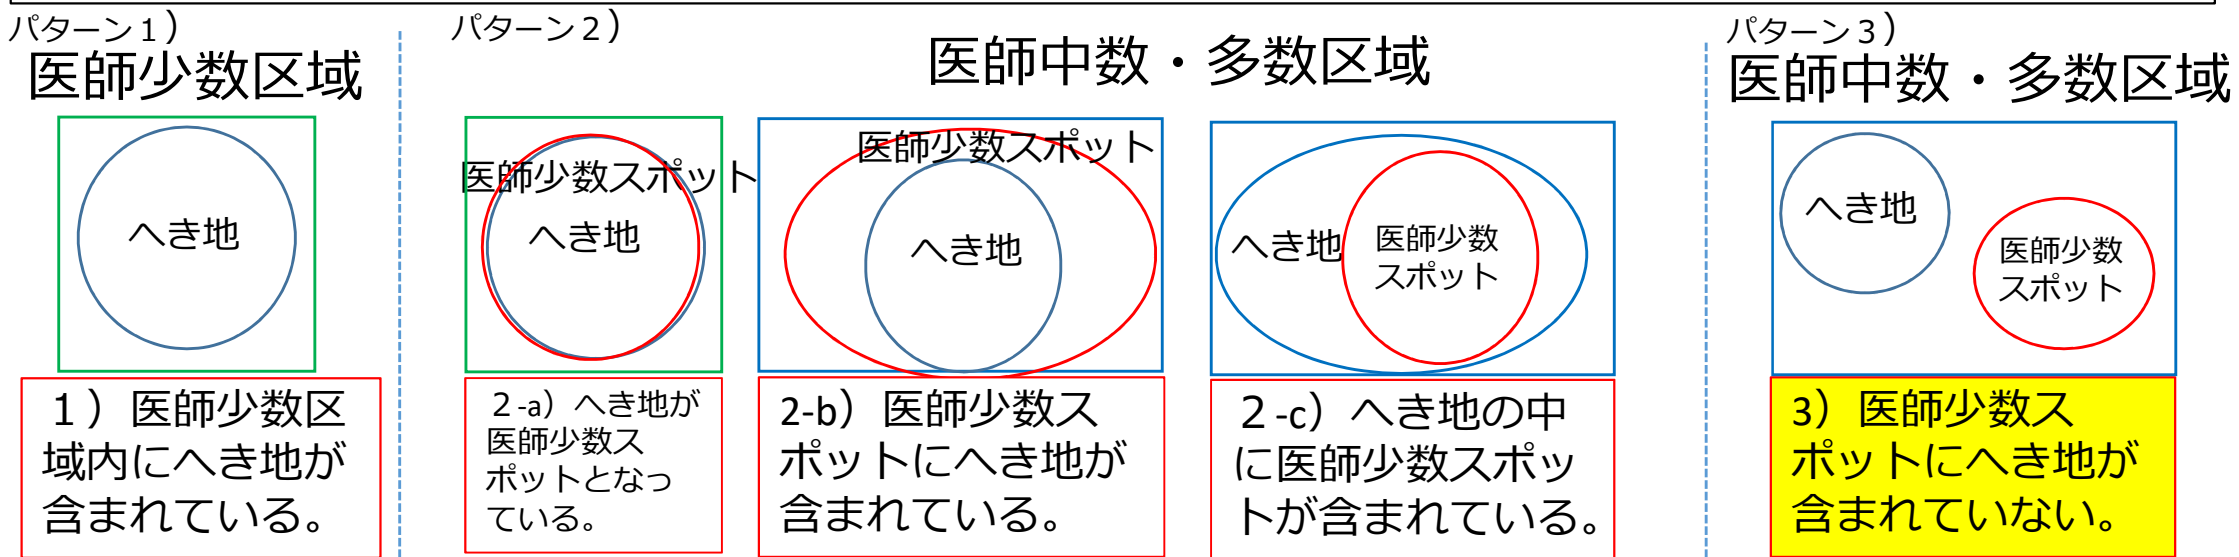 パターン１）
医師少数区域
へき地
１）医師少数区
域内にへき地が
含まれている。
パターン２）
医師中数・多数区域
医師少数スポット
へき地
２-a）へき地が
医師少数ス
ポットとなっ
ている。
医師少数スポット
へき地
2-b）医師少数ス
ポットにへき地が
含まれている。
へき地
医師少数
スポット
２-c）へき地の中
に医師少数スポッ
トが含まれている。
パターン３）
医師中数・多数区域
へき地
医師少数
スポット
3）医師少数ス
ポットにへき地が
含まれていない。